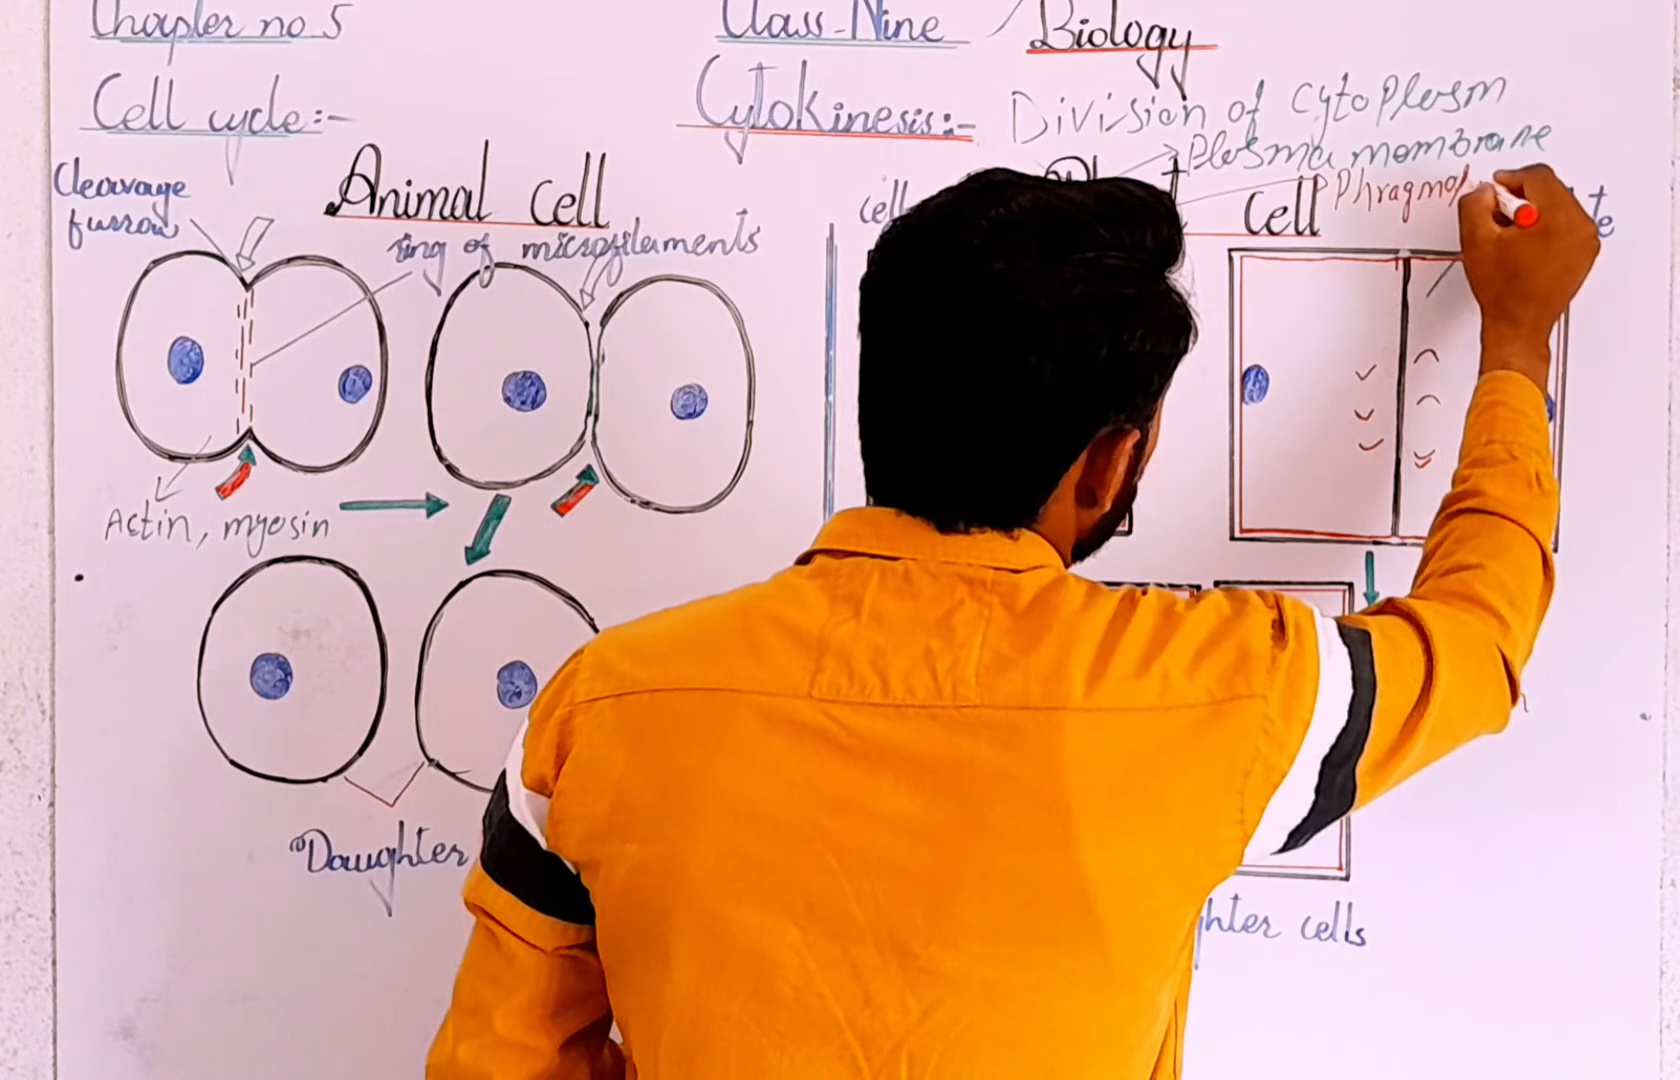 Chapter no 5
Class-Nine
Biology
Cell cycle:-
Cytokinesis:-
Division of cytoplasm
Plasma membrane
Cleavage
furrow
Animal Cell
ring of microfilaments
cell
Cell
Phragmo
Actin, myosin
Daughter
cells